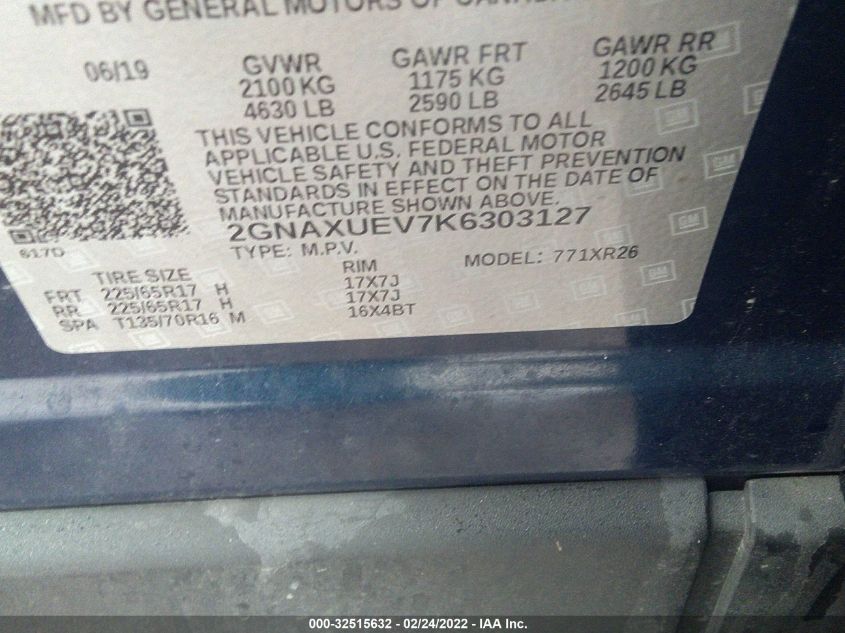 MFD BY GENERAL MOTORS OF CANADA
06/19 GVWR GAWR FRT GAWR RR
2100 KG 1175 KG 1200 KG
4630 LB 2590 LB 2645 LB
THIS VEHICLE CONFORMS TO ALL
APPLICABLE U.S. FEDERAL MOTOR
VEHICLE SAFETY AND THEFT PREVENTION
STANDARDS IN EFFECT ON THE DATE OF
MANUFACTURE SHOWN ABOVE.
2GNAXUEV7K6303127
617D TYPE: M.P.V. MODEL: 771XR26
TIRE SIZE RIM
FRT 225/65R17 H 17X7J
RR 225/65R17 H 17X7J
SPA T135/70R16 M 16X4BT
000-32515632 - 02/24/2022 - IAA Inc.